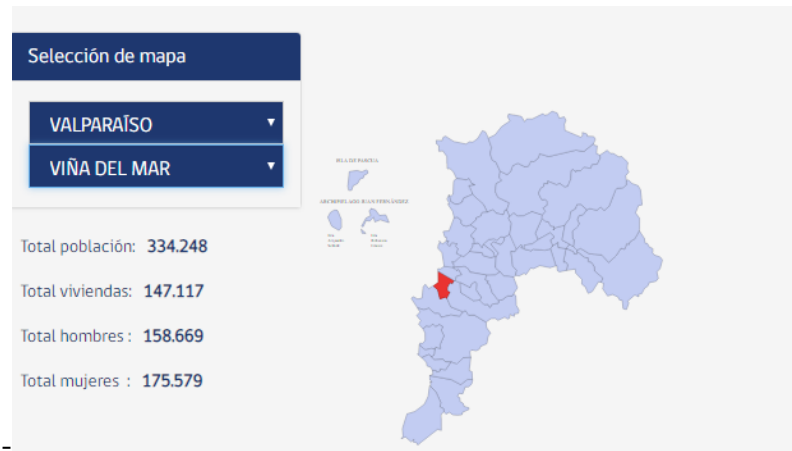 Selección de mapa
VALPARAÍSO
VIÑA DEL MAR
ISLA DE PASCUA
ARCHIPIELAGO JUAN FERNÁNDEZ
Total población: 334.248
Total viviendas: 147.117
Total hombres : 158.669
Total mujeres : 175.579
-